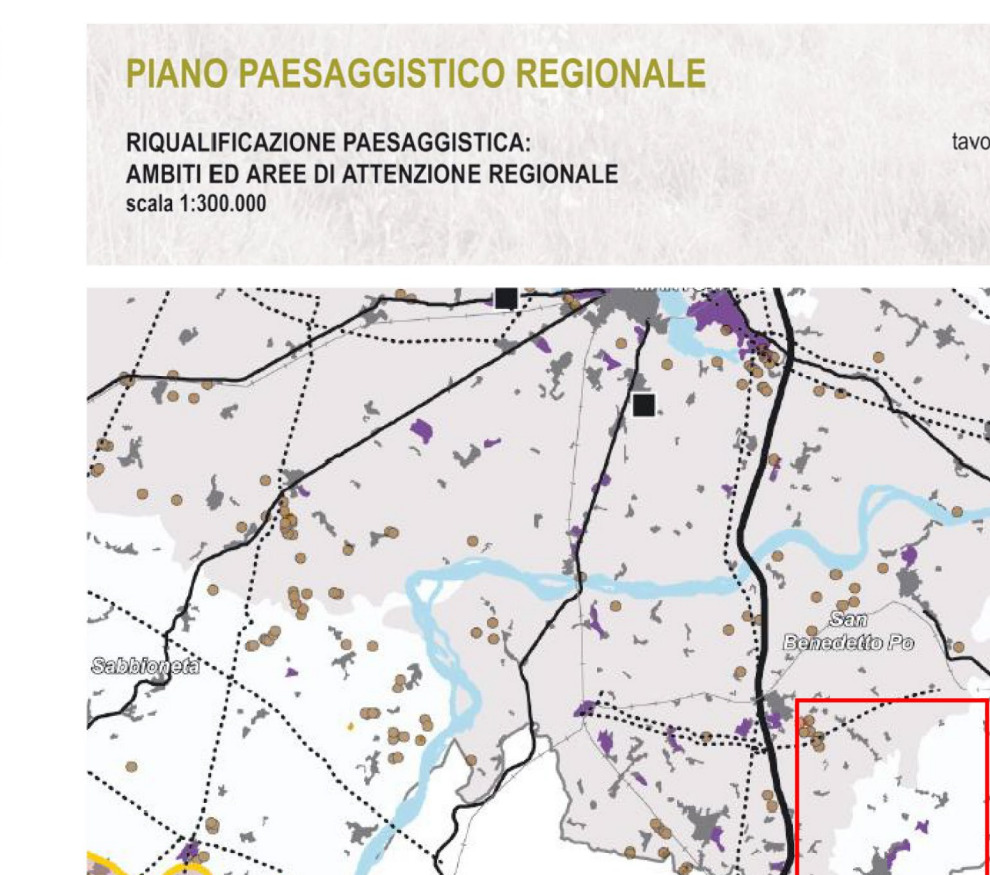 PIANO PAESAGGISTICO REGIONALE
RIQUALIFICAZIONE PAESAGGISTICA:
tavo
AMBITI ED AREE DI ATTENZIONE REGIONALE
scala 1:300.000
San
Benedetto Po
Sabbioneta